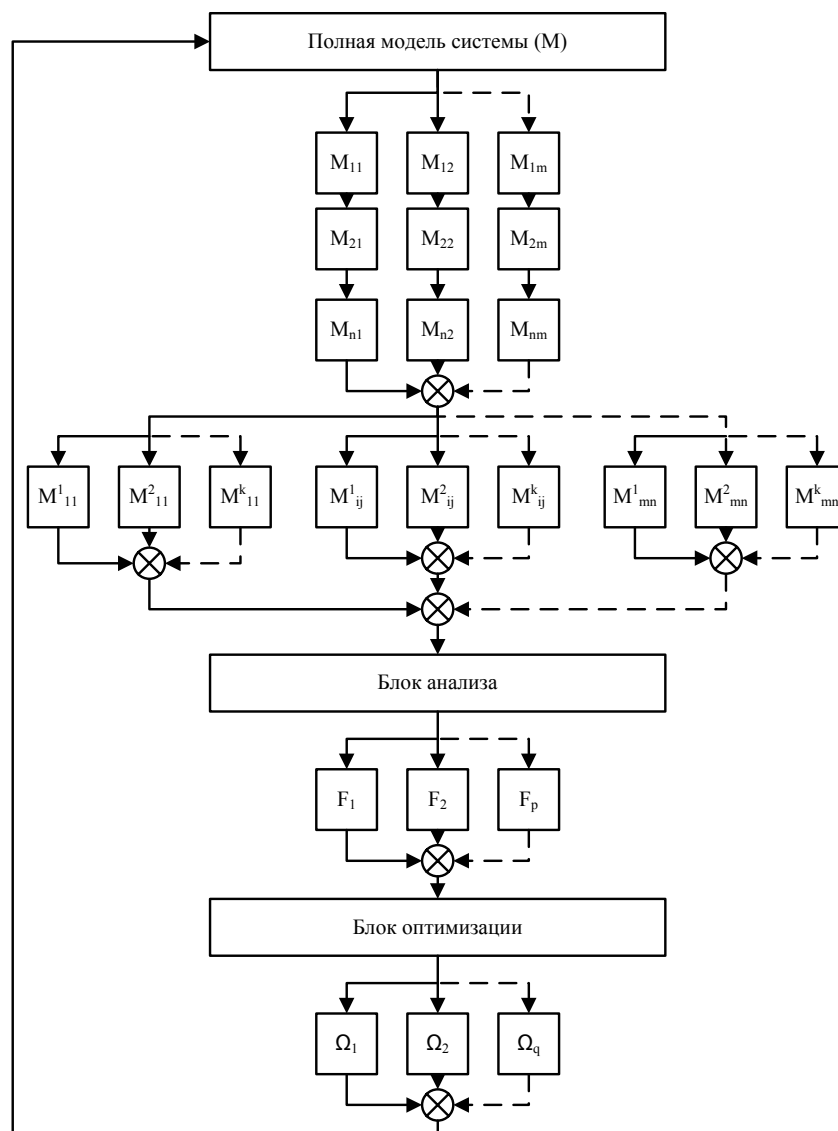 Полная модель системы (М)
M₁₁ M₁₂ M₁ₘ
M₂₁ M₂₂ M₂ₘ
Mₙ₁ Mₙ₂ Mₙₘ
M¹₁₁ M²₁₁ Mᵏ₁₁ M¹ᵢⱼ M²ᵢⱼ Mᵏᵢⱼ M¹ₘₙ M²ₘₙ Mᵏₘₙ
Блок анализа
F₁ F₂ Fₚ
Блок оптимизации
Ω₁ Ω₂ Ω_q